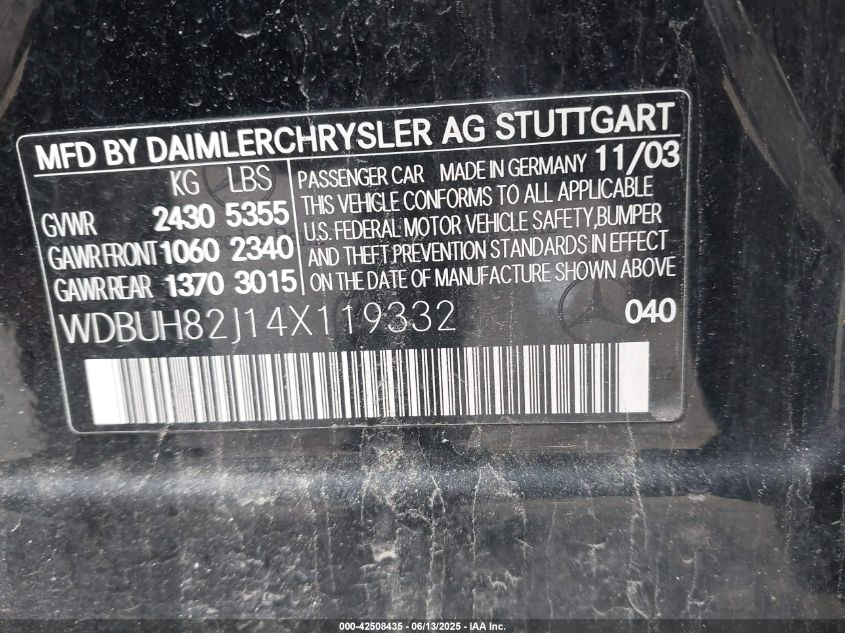 MFD BY DAIMLERCHRYSLER AG STUTTGART
KG LBS
GVWR 2430 5355
GAWR FRONT 1060 2340
GAWR REAR 1370 3015
PASSENGER CAR MADE IN GERMANY 11/03
THIS VEHICLE CONFORMS TO ALL APPLICABLE
U.S. FEDERAL MOTOR VEHICLE SAFETY, BUMPER
AND THEFT PREVENTION STANDARDS IN EFFECT
ON THE DATE OF MANUFACTURE SHOWN ABOVE
WDBUH82J14X119332
040
000-42508435 - 06/13/2025 - IAA Inc.